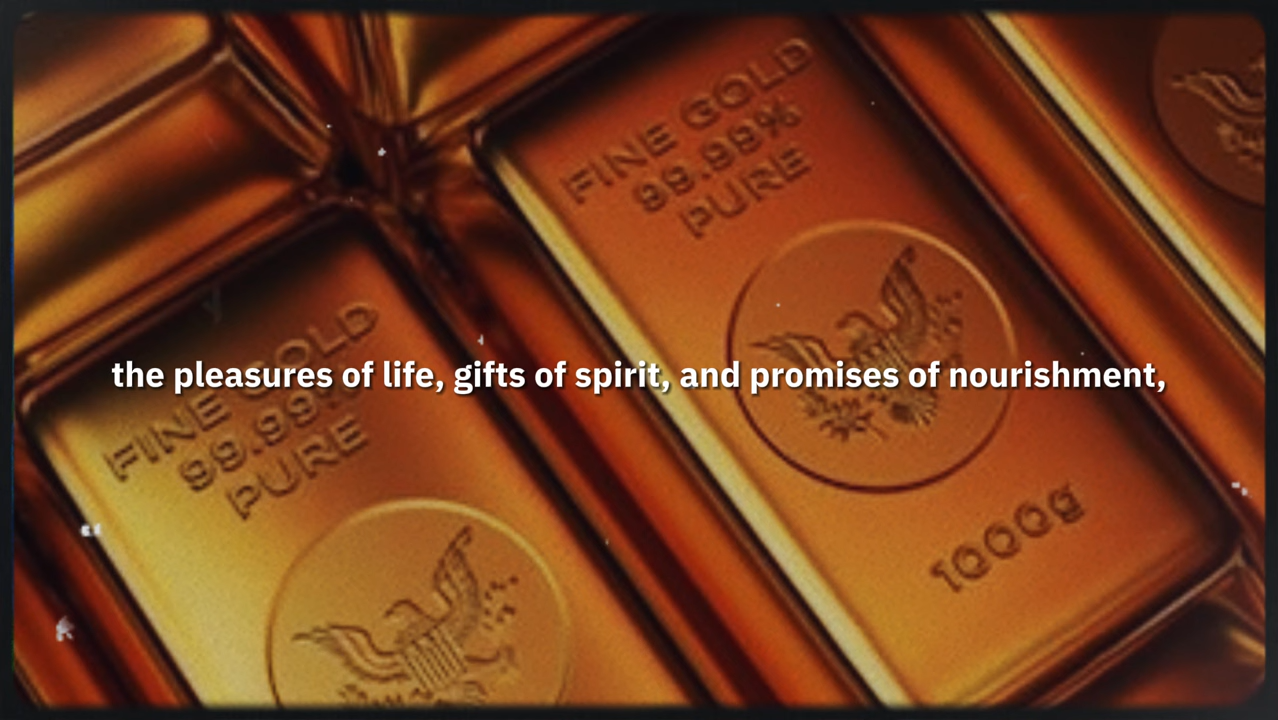 FINE GOLD
99.99%
PURE
1000g
FINE GOLD
99.99%
PURE
the pleasures of life, gifts of spirit, and promises of nourishment,